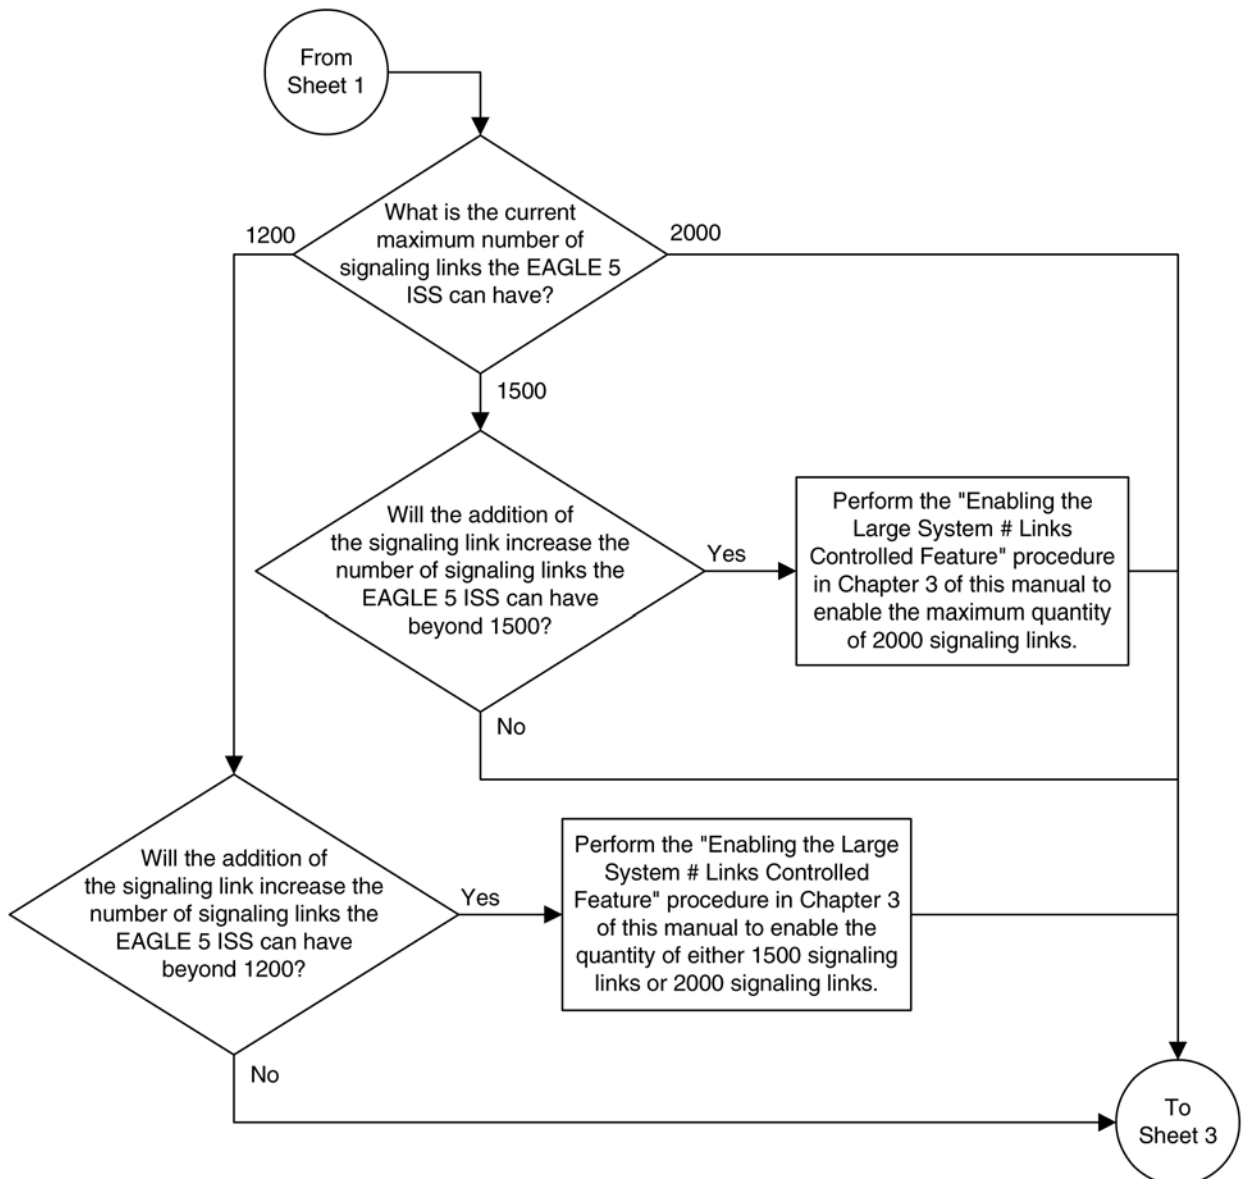 From
Sheet 1
What is the current
maximum number of
signaling links the EAGLE 5
ISS can have?
1200
2000
1500
Will the addition of
the signaling link increase the
number of signaling links the
EAGLE 5 ISS can have
beyond 1500?
Yes
Perform the "Enabling the
Large System # Links
Controlled Feature" procedure
in Chapter 3 of this manual to
enable the maximum quantity
of 2000 signaling links.
No
Will the addition of
the signaling link increase the
number of signaling links the
EAGLE 5 ISS can have
beyond 1200?
Yes
Perform the "Enabling the Large
System # Links Controlled
Feature" procedure in Chapter 3
of this manual to enable the
quantity of either 1500 signaling
links or 2000 signaling links.
No
To
Sheet 3